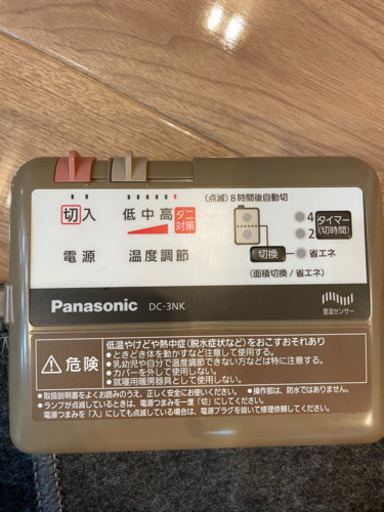 (点滅)8時間後自動切
切 入 低 中 高 ダニ対策
4
2
タイマー
(切時間)
切換
省エネ
電源 温度調節
(面積切換/省エネ)
Panasonic DC-3NK
室温センサー
危険
低温やけどや熱中症(脱水症状など)をおこすおそれあり
●ときどき体を動かすなど注意して使用する。
●乳幼児や自分で温度調節できない方などは特に注意する。
●カバーを外して使用しない。
●就寝用暖房器具として使用しない。
●取扱説明書をよくお読みのうえ、正しく安全にお使いください。 ●操作部は、防水ではありません。
●ランプが点滅しているときは、電源つまみを一度「切」にしてください。
電源つまみを「入」にしても点滅している場合は、電源プラグを抜いて修理依頼してください。